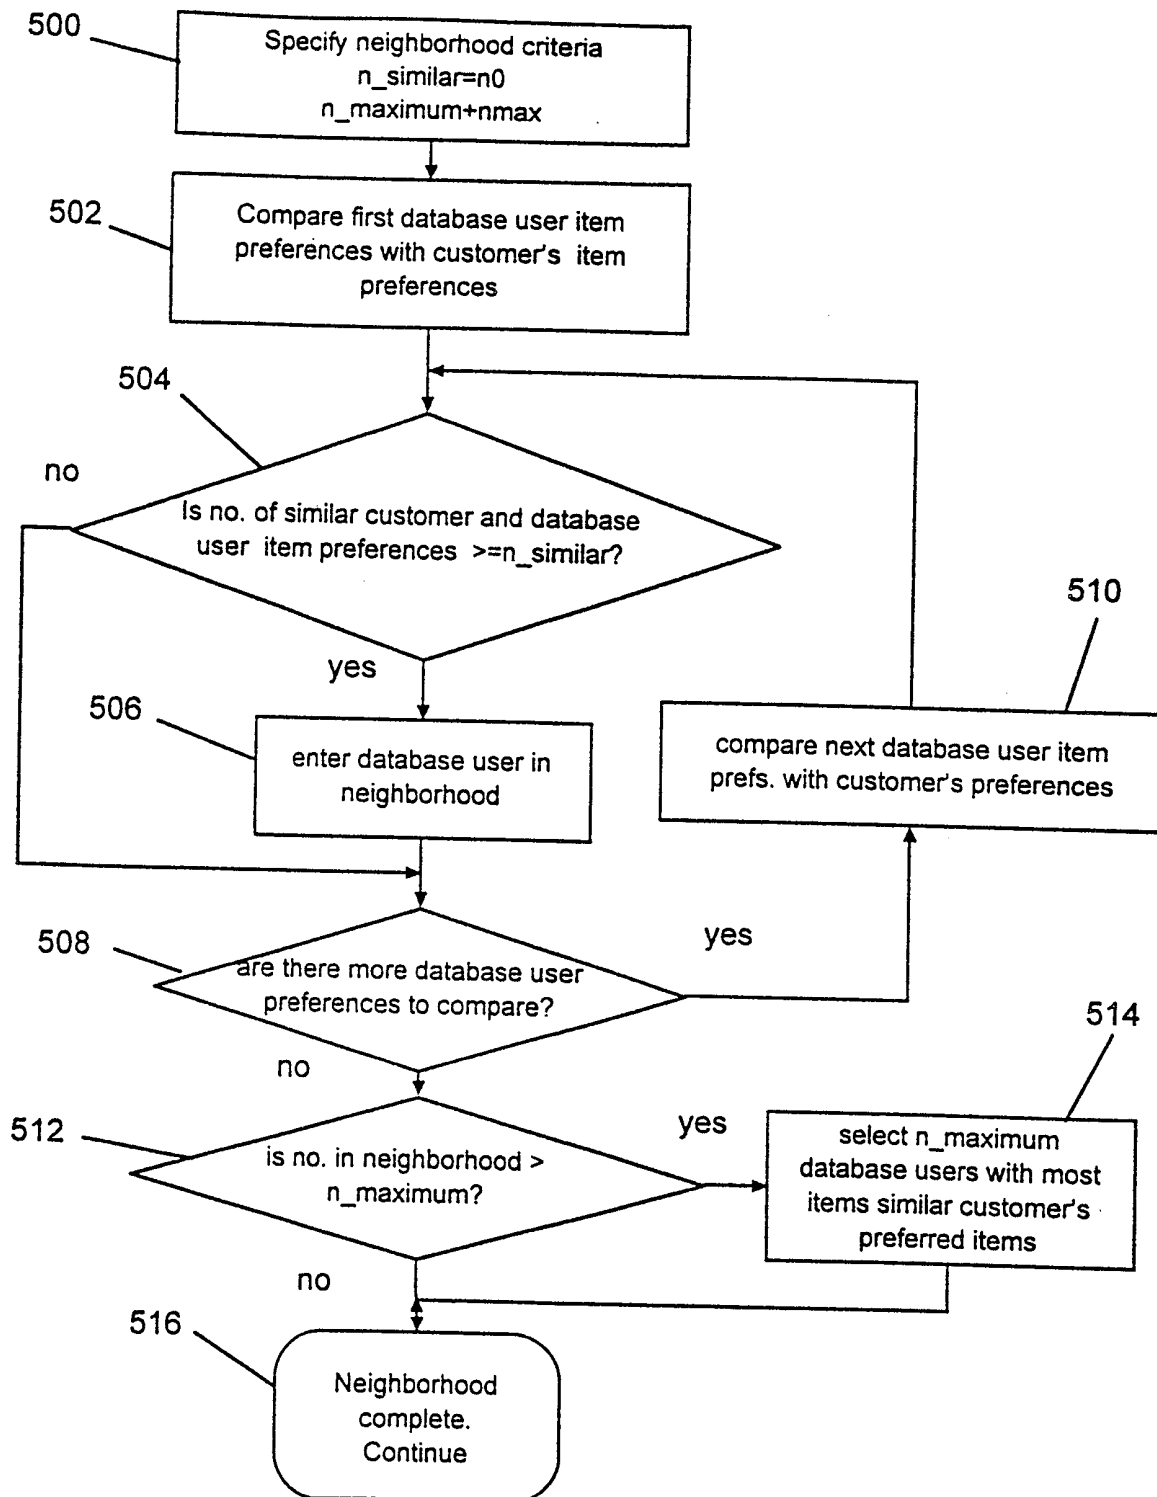 500
Specify neighborhood criteria
n_similar=n0
n_maximum+nmax
502
Compare first database user item
preferences with customer's item
preferences
504
no
Is no. of similar customer and database
user item preferences >=n_similar?
yes
510
506
enter database user in
neighborhood
compare next database user item
prefs. with customer's preferences
508
yes
are there more database user
preferences to compare?
no
514
512
yes
is no. in neighborhood >
n_maximum?
select n_maximum
database users with most
items similar customer's
preferred items
no
516
Neighborhood
complete.
Continue